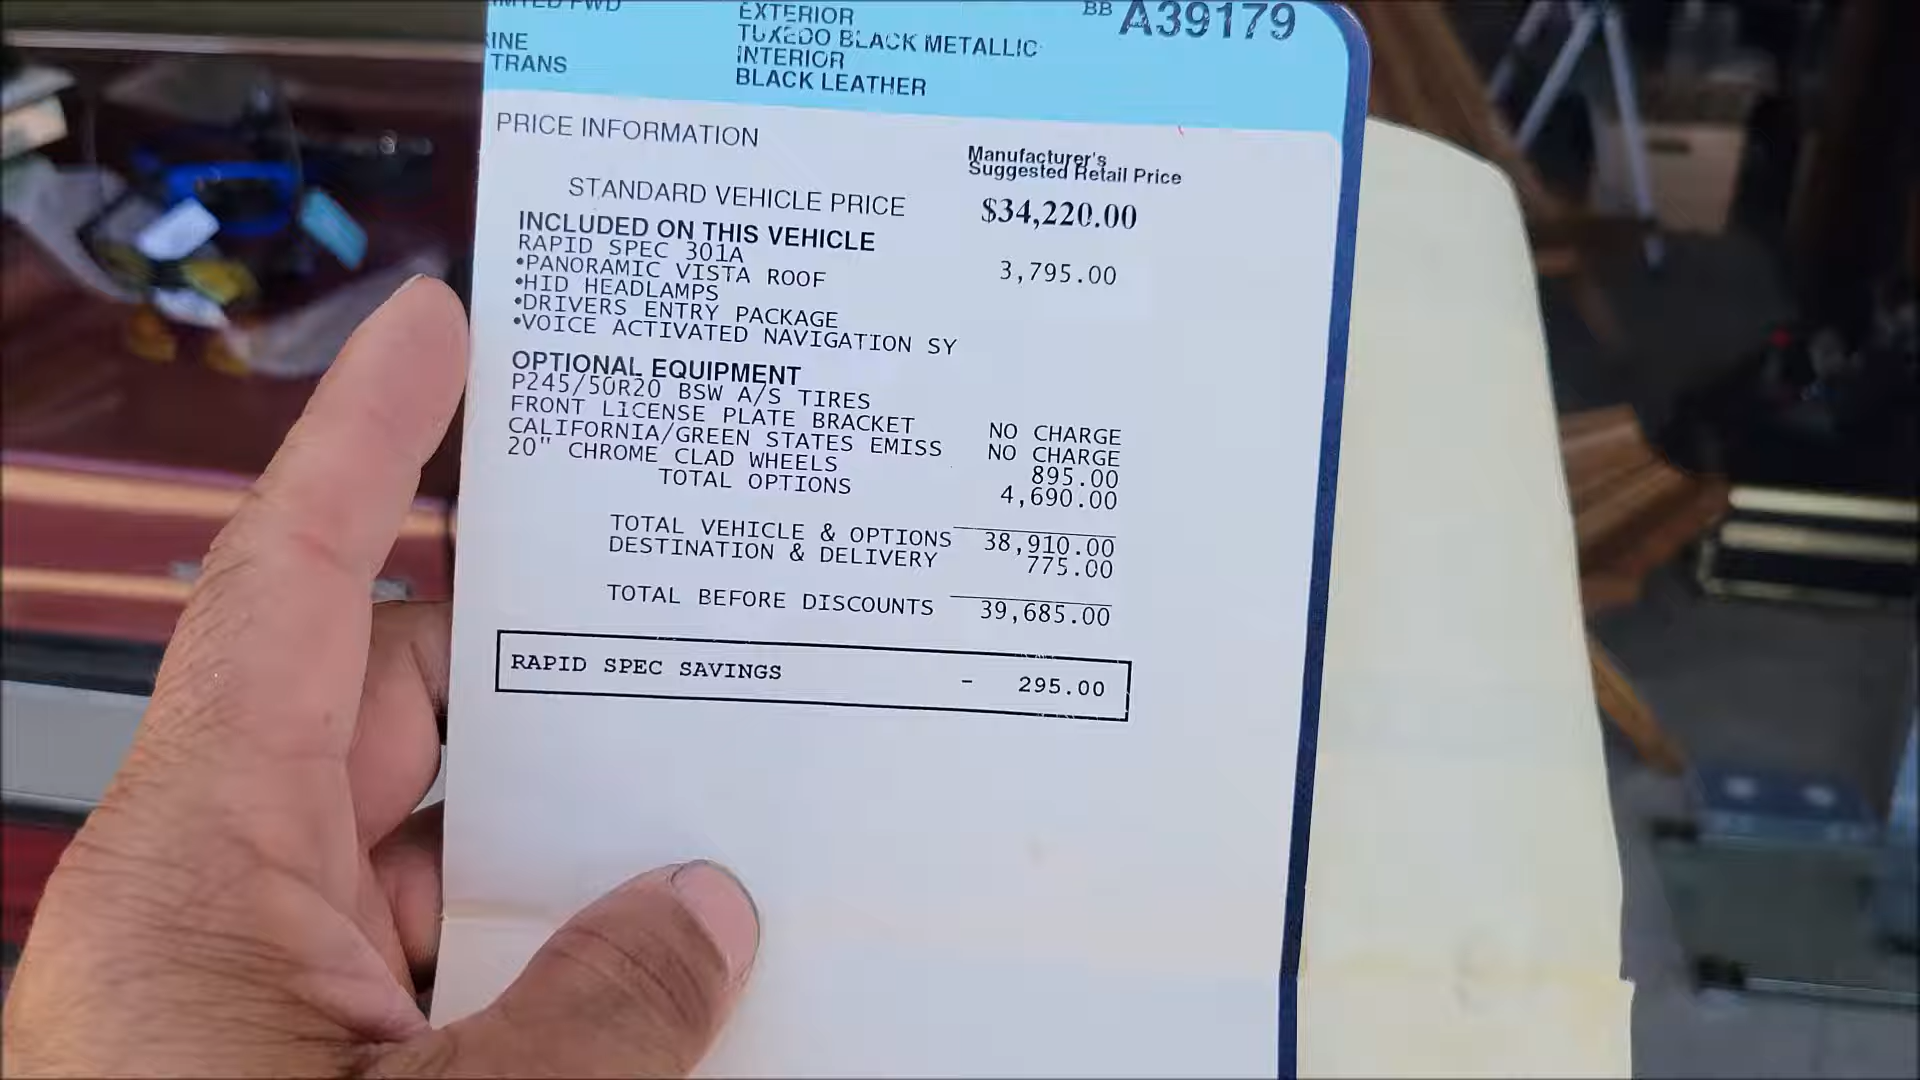 EXTERIOR
BB A39179
TUXEDO BLACK METALLIC
INTERIOR
TRANS
BLACK LEATHER
PRICE INFORMATION
Manufacturer's
Suggested Retail Price
STANDARD VEHICLE PRICE $34,220.00
INCLUDED ON THIS VEHICLE
RAPID SPEC 301A 3,795.00
•PANORAMIC VISTA ROOF
•HID HEADLAMPS
•DRIVERS ENTRY PACKAGE
•VOICE ACTIVATED NAVIGATION SY
OPTIONAL EQUIPMENT
P245/50R20 BSW A/S TIRES
FRONT LICENSE PLATE BRACKET NO CHARGE
CALIFORNIA/GREEN STATES EMISS NO CHARGE
20" CHROME CLAD WHEELS 895.00
TOTAL OPTIONS 4,690.00
TOTAL VEHICLE & OPTIONS 38,910.00
DESTINATION & DELIVERY 775.00
TOTAL BEFORE DISCOUNTS 39,685.00
RAPID SPEC SAVINGS - 295.00